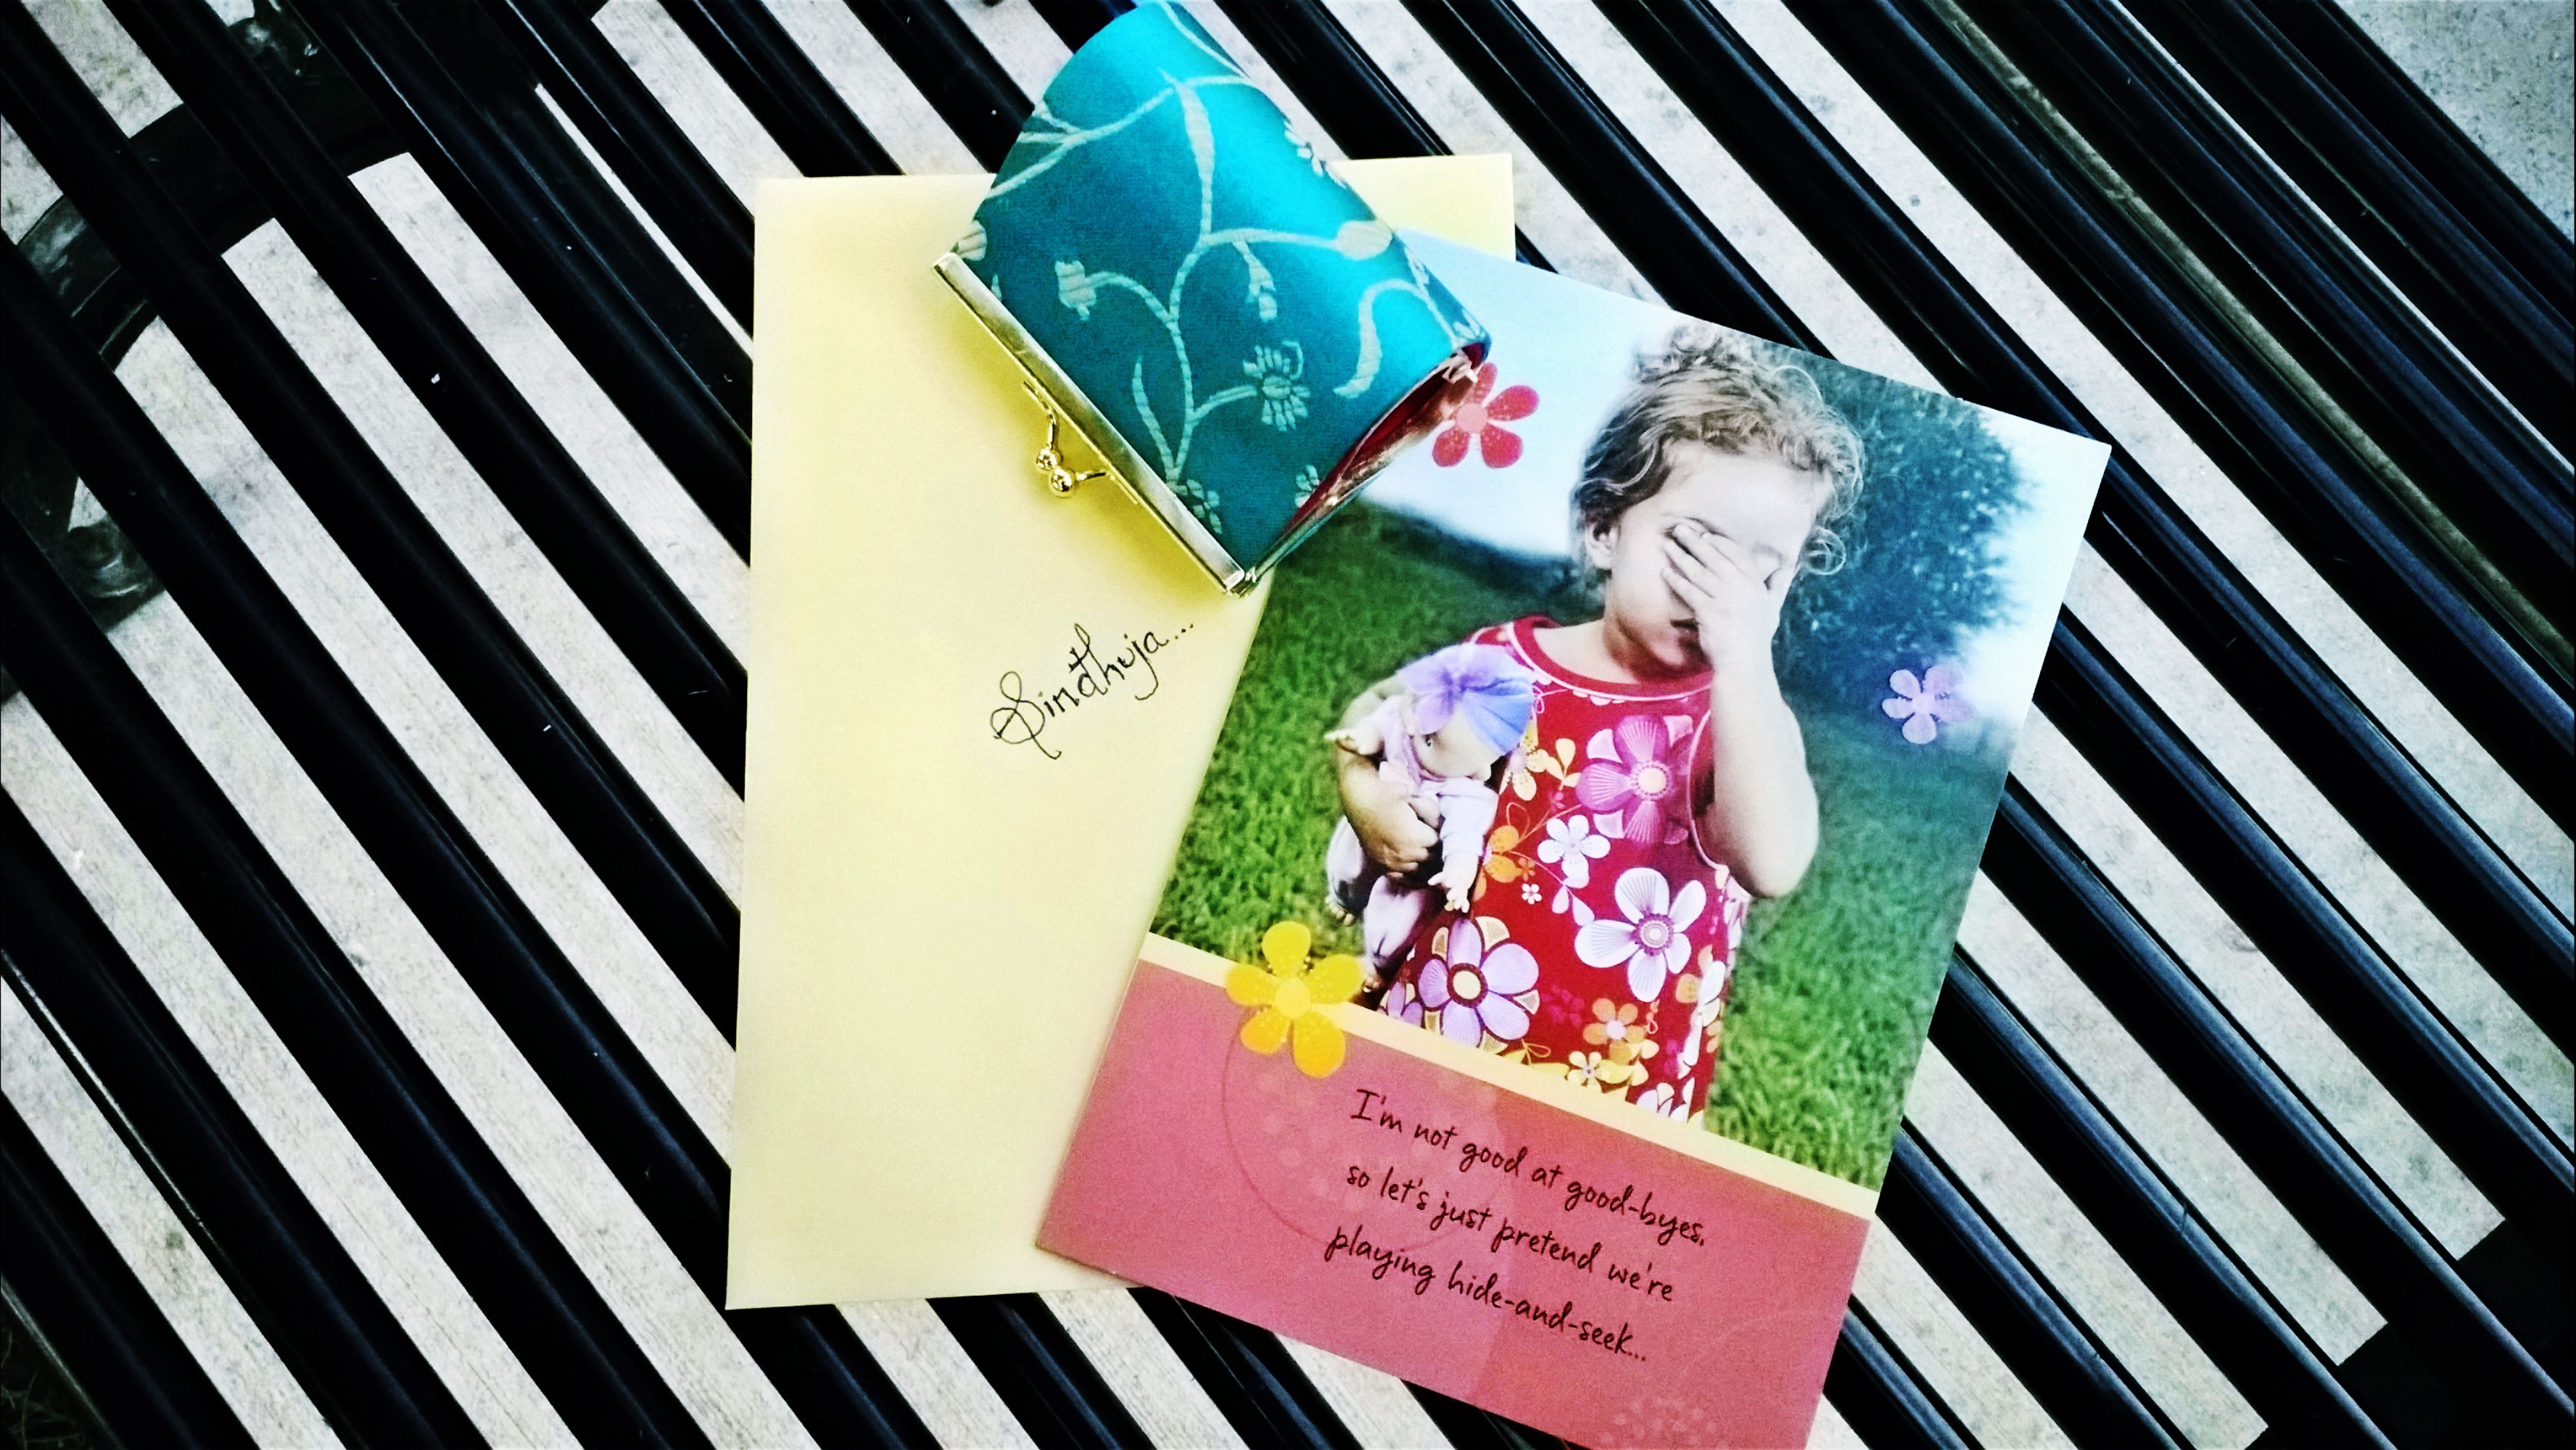 Sindhuja...
I'm not good at good-byes,
so let's just pretend we're
playing hide-and-seek...